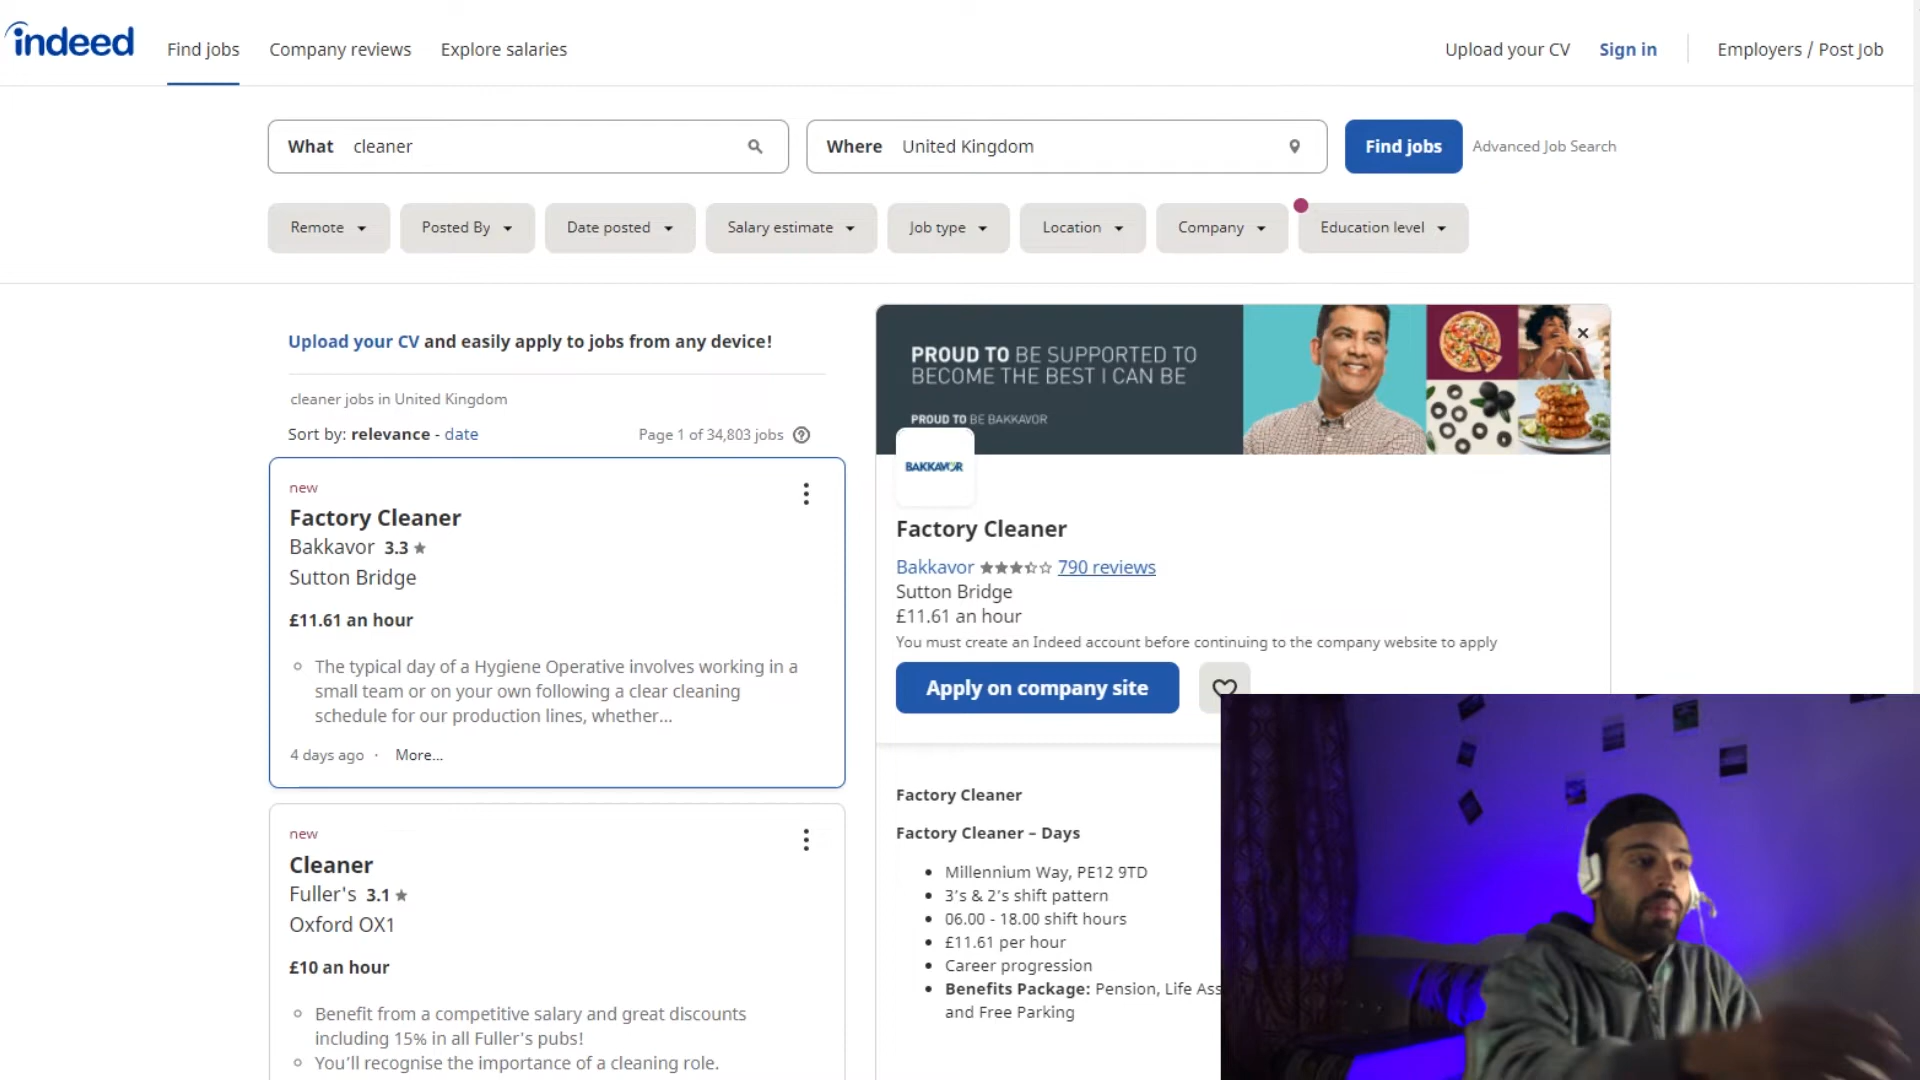 indeed
Find jobs
Company reviews
Explore salaries
Upload your CV
Sign in
Employers / Post Job
What cleaner
Where United Kingdom
Find jobs
Advanced Job Search
Remote
Posted By
Date posted
Salary estimate
Job type
Location
Company
Education level
Upload your CV and easily apply to jobs from any device!
cleaner jobs in United Kingdom
Sort by: relevance - date
Page 1 of 34,803 jobs
new
Factory Cleaner
Bakkavor 3.3
Sutton Bridge
£11.61 an hour
The typical day of a Hygiene Operative involves working in a
small team or on your own following a clear cleaning
schedule for our production lines, whether...
4 days ago · More...
new
Cleaner
Fuller's 3.1
Oxford OX1
£10 an hour
Benefit from a competitive salary and great discounts
including 15% in all Fuller's pubs!
You'll recognise the importance of a cleaning role.
PROUD TO BE SUPPORTED TO
BECOME THE BEST I CAN BE
PROUD TO BE BAKKAVOR
BAKKAVOR
Factory Cleaner
Bakkavor 790 reviews
Sutton Bridge
£11.61 an hour
You must create an Indeed account before continuing to the company website to apply
Apply on company site
Factory Cleaner
Factory Cleaner – Days
Millennium Way, PE12 9TD
3's & 2's shift pattern
06.00 - 18.00 shift hours
£11.61 per hour
Career progression
Benefits Package: Pension, Life Ass
and Free Parking